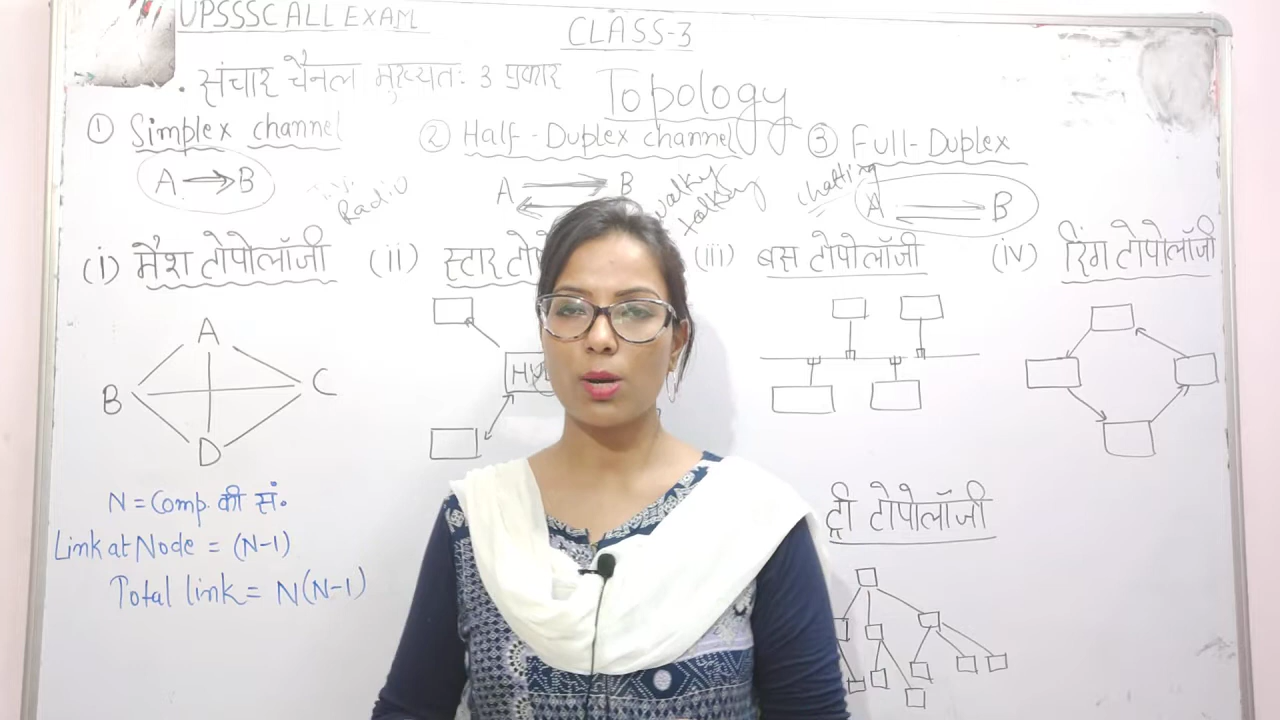 UPSSSC ALL EXAM
CLASS-3
. संचार चैनल मुख्यतः 3 प्रकार
Topology
① Simplex channel
② Half-Duplex channel
③ Full-Duplex
A → B
Radio
A B
walky talky
chatting
A B
(i) मैश टोपोलॉजी
(ii) स्टार
(iii) बस टोपोलॉजी
(iv) रिंग टोपोलॉजी
A
B C
D
N = Comp. की सं.
Link at Node = (N-1)
Total link = N(N-1)
ट्री टोपोलॉजी